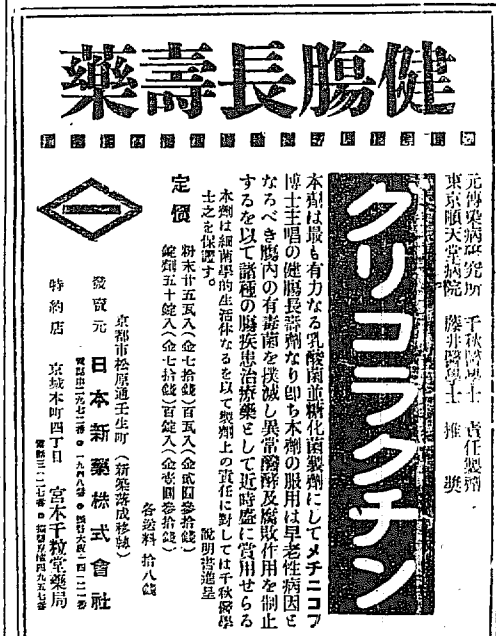 健腸長壽藥
元傳染病研究所 千秋醫學士 責任製劑
東京順天堂病院 藤井醫學士 推奬
グリコラクチン
本劑は最も有力なる乳酸菌並糖化菌製劑にしてメチニコフ
博士主唱の健腸長壽劑なり即ち本劑の服用は早老性病因と
なるべき腸內の有毒菌を撲滅し異常醱酵及腐敗作用を制止
するを以て諸種の腸疾患治療藥として近時盛に賞用せらる
本劑は細菌學的生活体なるを以て製劑上の責任に對しては千秋醫學
士之を保證す。 說明書進呈
定價
粉末廿五瓦入(金七拾錢)百瓦入(金貳圓參拾錢)
錠劑五十錠入(金七拾錢)百錠入(金壹圓參拾錢)
各送料拾八錢
京都市松原通壬生町(新築落成移轉)
發賣元 日本新藥株式會社
特約店 京城本町四丁目 宮本千粒堂藥局